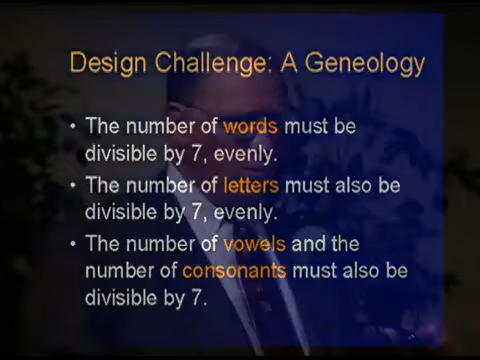 Design Challenge: A Geneology
• The number of words must be
divisible by 7, evenly.
• The number of letters must also be
divisible by 7, evenly.
• The number of vowels and the
number of consonants must also be
divisible by 7.